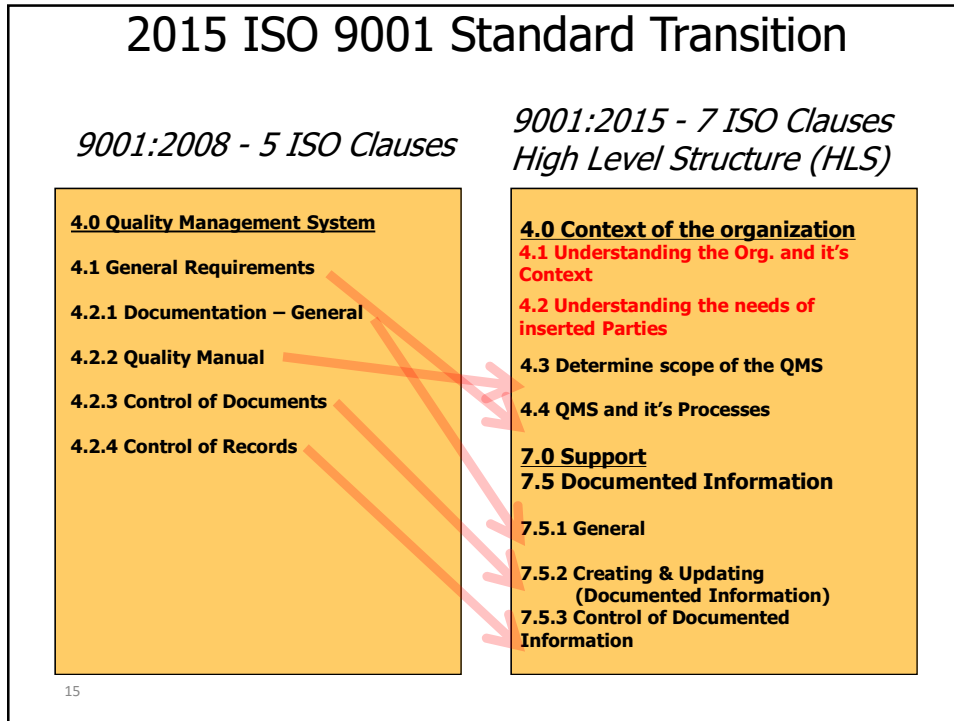 2015 ISO 9001 Standard Transition
9001:2008 - 5 ISO Clauses
9001:2015 - 7 ISO Clauses
High Level Structure (HLS)
4.0 Quality Management System
4.1 General Requirements
4.2.1 Documentation – General
4.2.2 Quality Manual
4.2.3 Control of Documents
4.2.4 Control of Records
4.0 Context of the organization
4.1 Understanding the Org. and it’s
Context
4.2 Understanding the needs of
inserted Parties
4.3 Determine scope of the QMS
4.4 QMS and it’s Processes
7.0 Support
7.5 Documented Information
7.5.1 General
7.5.2 Creating & Updating
(Documented Information)
7.5.3 Control of Documented
Information
15